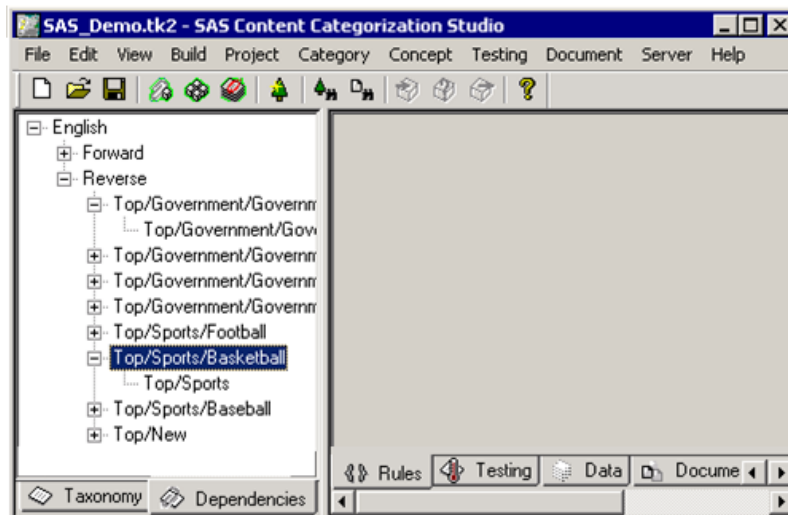 SAS_Demo.tk2 - SAS Content Categorization Studio
File Edit View Build Project Category Concept Testing Document Server Help
English
Forward
Reverse
Top/Government/Governm
Top/Government/Gov
Top/Government/Governm
Top/Government/Governm
Top/Government/Governm
Top/Sports/Football
Top/Sports/Basketball
Top/Sports
Top/Sports/Baseball
Top/New
Rules Testing Data Docume
Taxonomy Dependencies